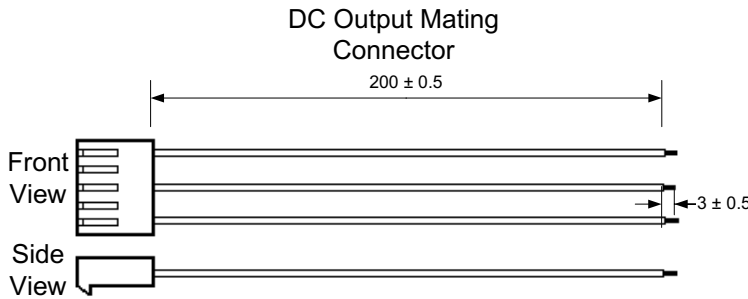 DC Output Mating
Connector
200 ± 0.5
Front
View
3 ± 0.5
Side
View